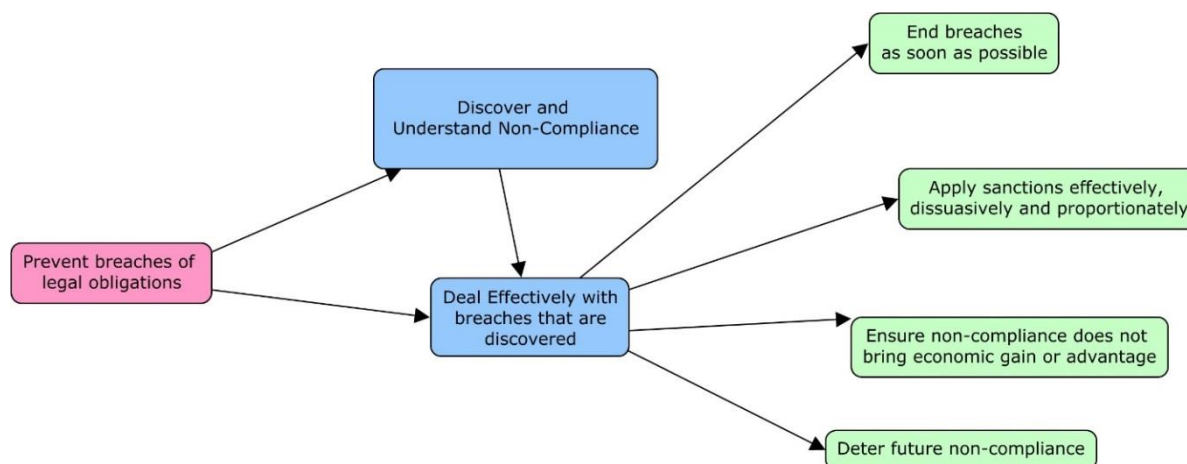 End breaches
as soon as possible
Discover and
Understand Non-Compliance
Apply sanctions effectively,
dissuasively and proportionately
Prevent breaches of
legal obligations
Deal Effectively with
breaches that are
discovered
Ensure non-compliance does not
bring economic gain or advantage
Deter future non-compliance